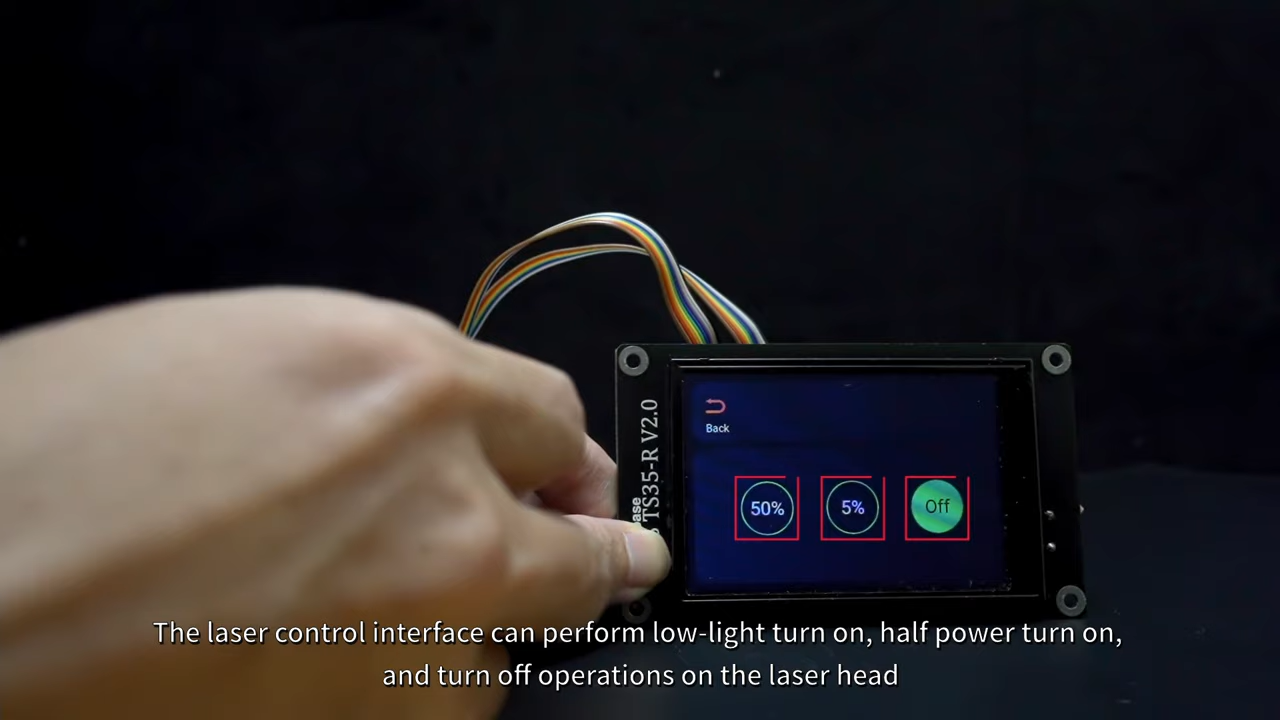 TS35-R V2.0
Back
50%
5%
Off
The laser control interface can perform low-light turn on, half power turn on,
and turn off operations on the laser head